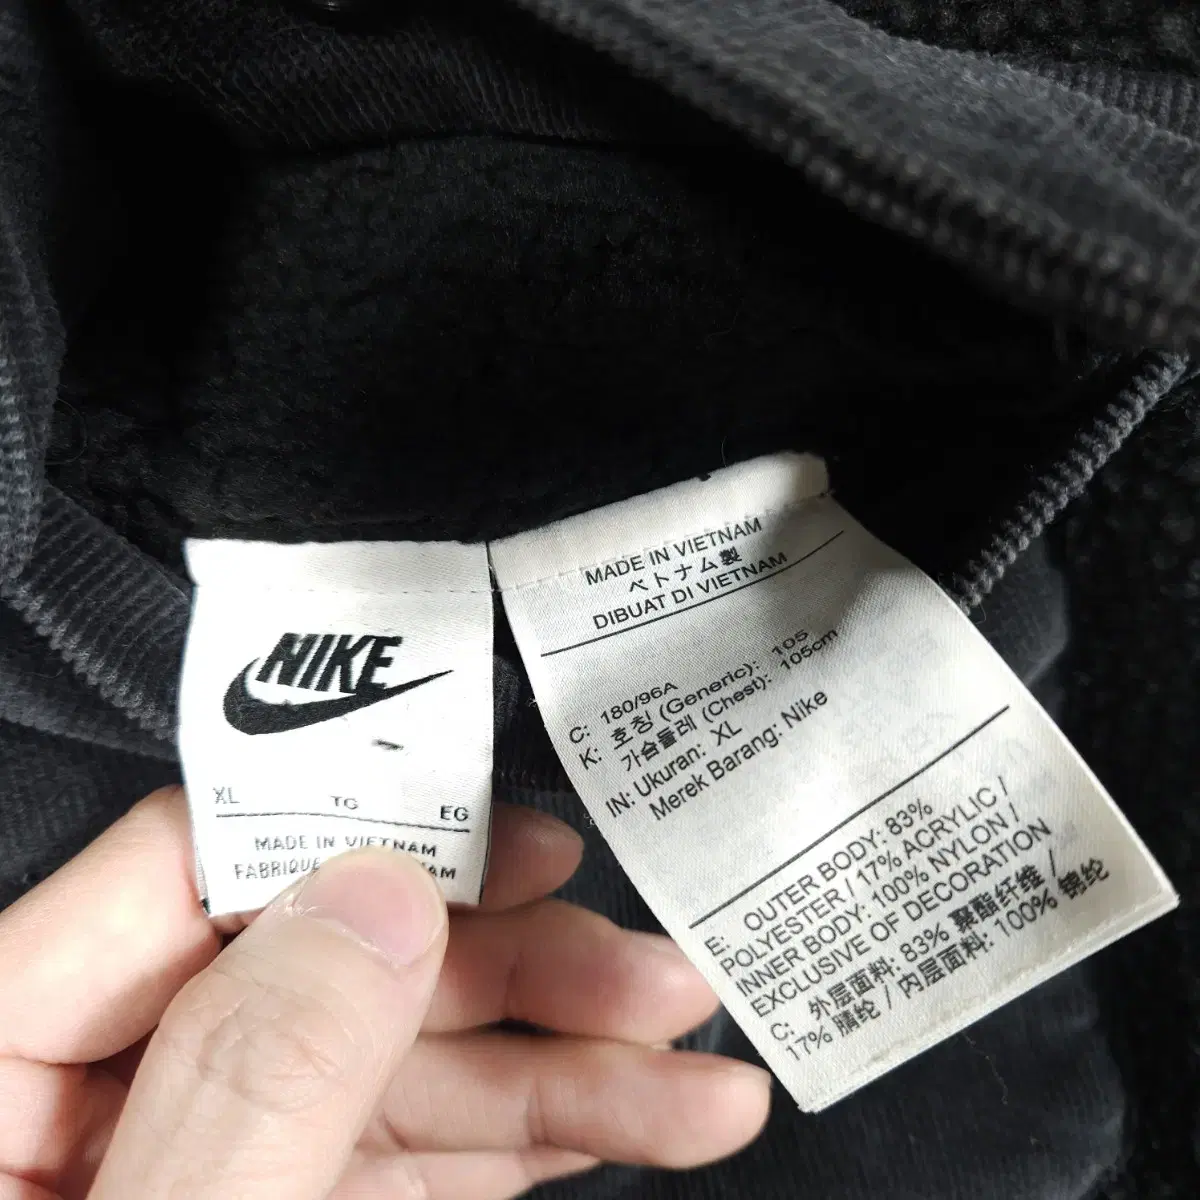 NIKE
XL TG EG
MADE IN VIETNAM
FABRIQUE
MADE IN VIETNAM
ベトナム製
DIBUAT DI VIETNAM
C: 180/96A
K: 호칭 (Generic): 105
가슴둘레 (Chest): 105cm
IN: Ukuran: XL
Merek Barang: Nike
E: OUTER BODY: 83%
POLYESTER / 17% ACRYLIC /
INNER BODY: 100% NYLON /
EXCLUSIVE OF DECORATION
C: 外层面料: 83% 聚酯纤维 /
17% 腈纶 / 内层面料: 100% 锦纶